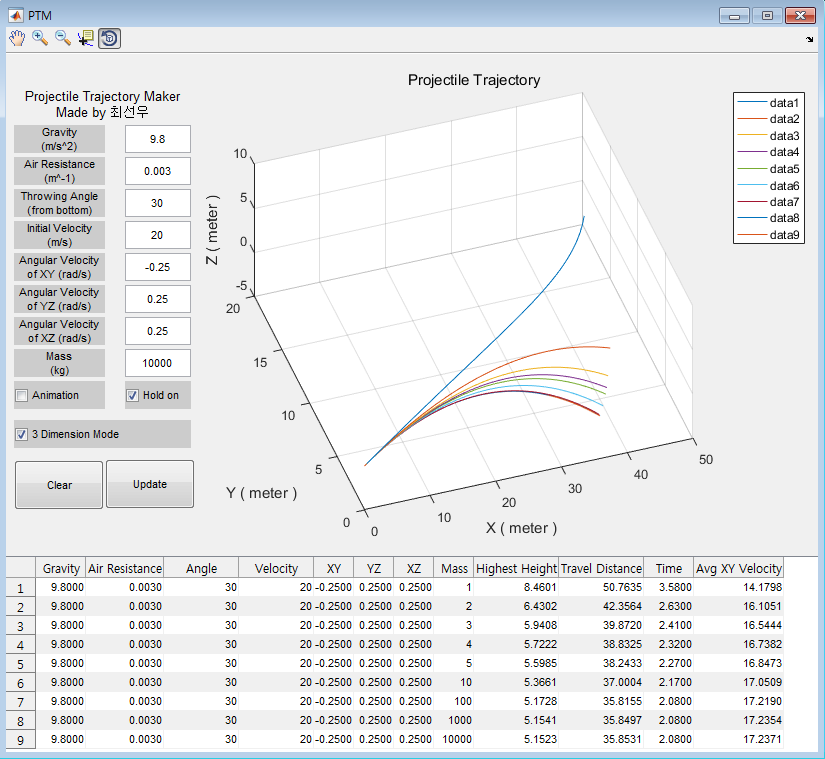 PTM
Projectile Trajectory Maker
Made by 최선우
Gravity
(m/s^2)
9.8
Air Resistance
(m^-1)
0.003
Throwing Angle
(from bottom)
30
Initial Velocity
(m/s)
20
Angular Velocity
of XY (rad/s)
-0.25
Angular Velocity
of YZ (rad/s)
0.25
Angular Velocity
of XZ (rad/s)
0.25
Mass
(kg)
10000
Animation
Hold on
3 Dimension Mode
Clear
Update
Projectile Trajectory
Z ( meter )
10
5
0
-5
20
15
10
5
0
Y ( meter )
0
10
20
30
40
50
X ( meter )
data1
data2
data3
data4
data5
data6
data7
data8
data9
Gravity Air Resistance Angle Velocity XY YZ XZ Mass Highest Height Travel Distance Time Avg XY Velocity
1 9.8000 0.0030 30 20 -0.2500 0.2500 0.2500 1 8.4601 50.7635 3.5800 14.1798
2 9.8000 0.0030 30 20 -0.2500 0.2500 0.2500 2 6.4302 42.3564 2.6300 16.1051
3 9.8000 0.0030 30 20 -0.2500 0.2500 0.2500 3 5.9408 39.8720 2.4100 16.5444
4 9.8000 0.0030 30 20 -0.2500 0.2500 0.2500 4 5.7222 38.8325 2.3200 16.7382
5 9.8000 0.0030 30 20 -0.2500 0.2500 0.2500 5 5.5985 38.2433 2.2700 16.8473
6 9.8000 0.0030 30 20 -0.2500 0.2500 0.2500 10 5.3661 37.0004 2.1700 17.0509
7 9.8000 0.0030 30 20 -0.2500 0.2500 0.2500 100 5.1728 35.8155 2.0800 17.2190
8 9.8000 0.0030 30 20 -0.2500 0.2500 0.2500 1000 5.1541 35.8497 2.0800 17.2354
9 9.8000 0.0030 30 20 -0.2500 0.2500 0.2500 10000 5.1523 35.8531 2.0800 17.2371